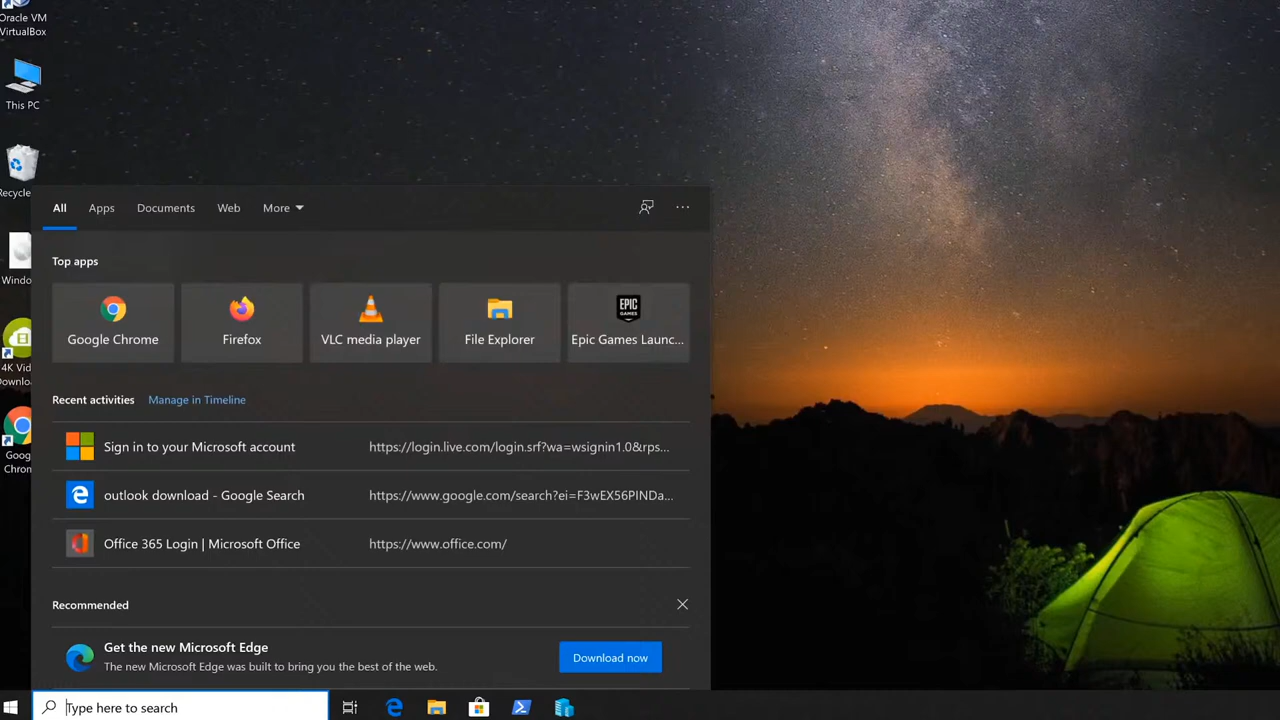 Oracle VM
VirtualBox
This PC
Recycle
Windo
4K Vid
Downlo
Goog
Chro
All Apps Documents Web More
Top apps
Google Chrome Firefox VLC media player File Explorer EPIC GAMES Epic Games Launc...
Recent activities Manage in Timeline
Sign in to your Microsoft account https://login.live.com/login.srf?wa=wsignin1.0&rps...
outlook download - Google Search https://www.google.com/search?ei=F3wEX56PINDa...
Office 365 Login | Microsoft Office https://www.office.com/
Recommended
Get the new Microsoft Edge
The new Microsoft Edge was built to bring you the best of the web.
Download now
Type here to search